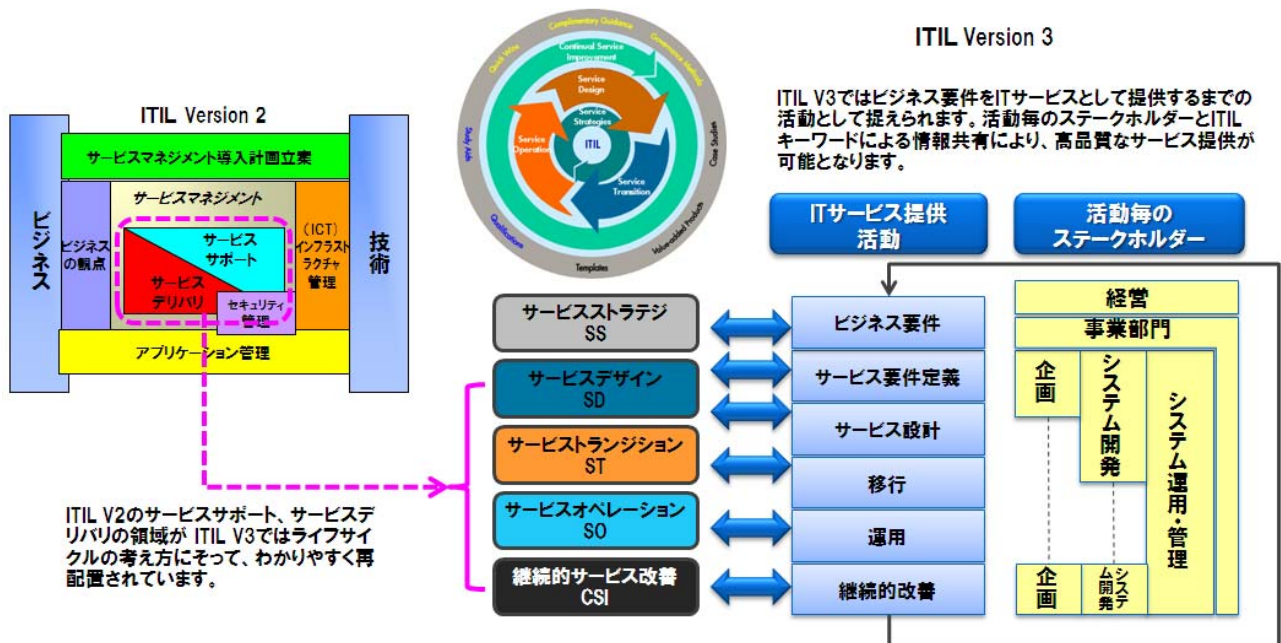 ITIL Version 2
ビジネス
サービスマネジメント導入計画立案
ビジネス
の観点
サービスマネジメント
サービス
サポート
サービス
デリバリ
セキュリティ
管理
(ICT)
インフラスト
ラクチャ
管理
アプリケーション管理
技術
ITIL V2のサービスサポート、サービスデ
リバリの領域が ITIL V3ではライフサイ
クルの考え方にそって、わかりやすく再
配置されています。
Complimentary Guidance
Governance Methods
Case Studies
Value-added Products
Templates
Qualifications
Study Aids
Quick Wins
Continual Service
Improvement
Service
Design
Service
Strategies
ITIL
Service
Operation
Service
Transition
サービスストラテジ
SS
サービスデザイン
SD
サービストランジション
ST
サービスオペレーション
SO
継続的サービス改善
CSI
ITIL Version 3
ITIL V3ではビジネス要件をITサービスとして提供するまでの
活動として捉えられます。活動毎のステークホルダーとITIL
キーワードによる情報共有により、高品質なサービス提供が
可能となります。
ITサービス提供
活動
ビジネス要件
サービス要件定義
サービス設計
移行
運用
継続的改善
活動毎の
ステークホルダー
経営
事業部門
企画
システム開発
システム運用・管理
企画
システ
ム開発